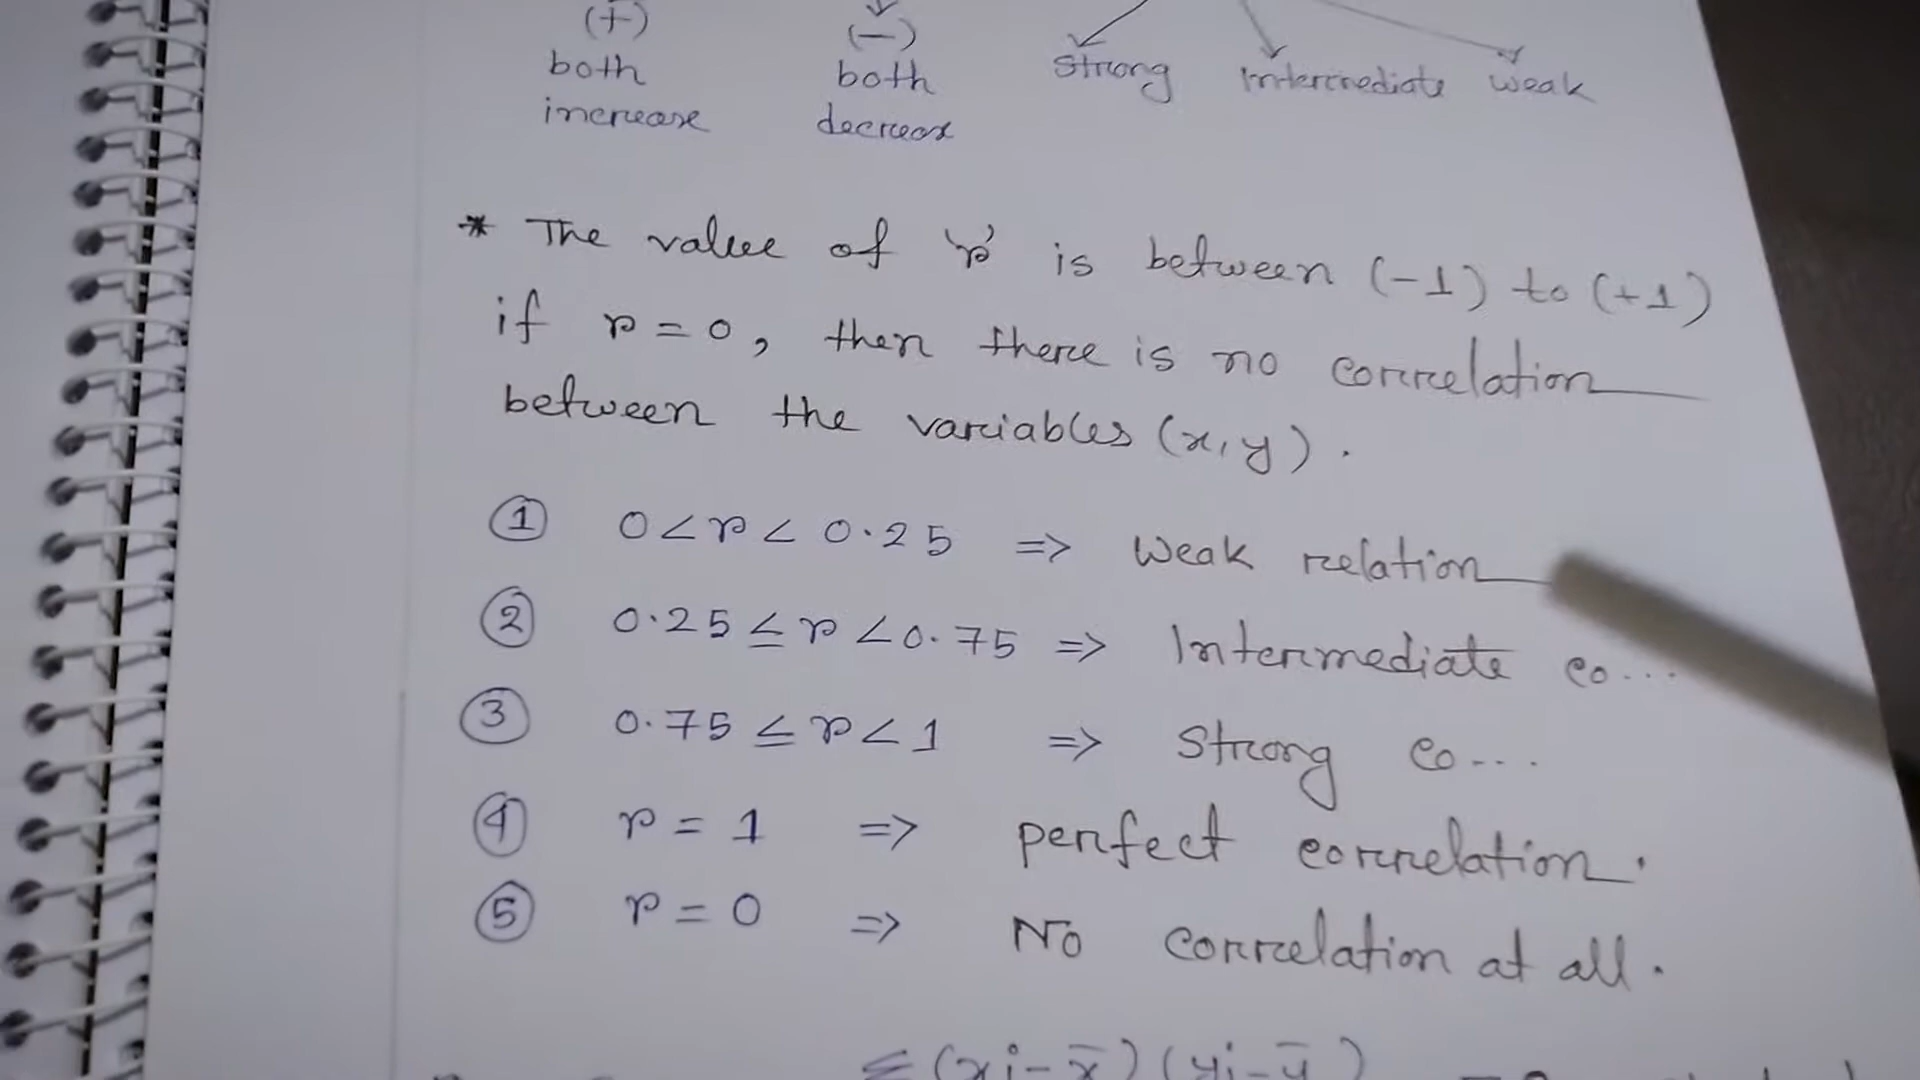 (+) (-)
both both strong Intermediate weak
increase decrease
* The value of 'r' is between (-1) to (+1)
if r = 0, then there is no correlation
between the variables (x, y).
① 0 < r < 0.25 => Weak relation
② 0.25 ≤ r < 0.75 => Intermediate co...
③ 0.75 ≤ r < 1 => Strong co...
④ r = 1 => perfect correlation.
⑤ r = 0 => No correlation at all.
(xi - x̄) (yi - ȳ)